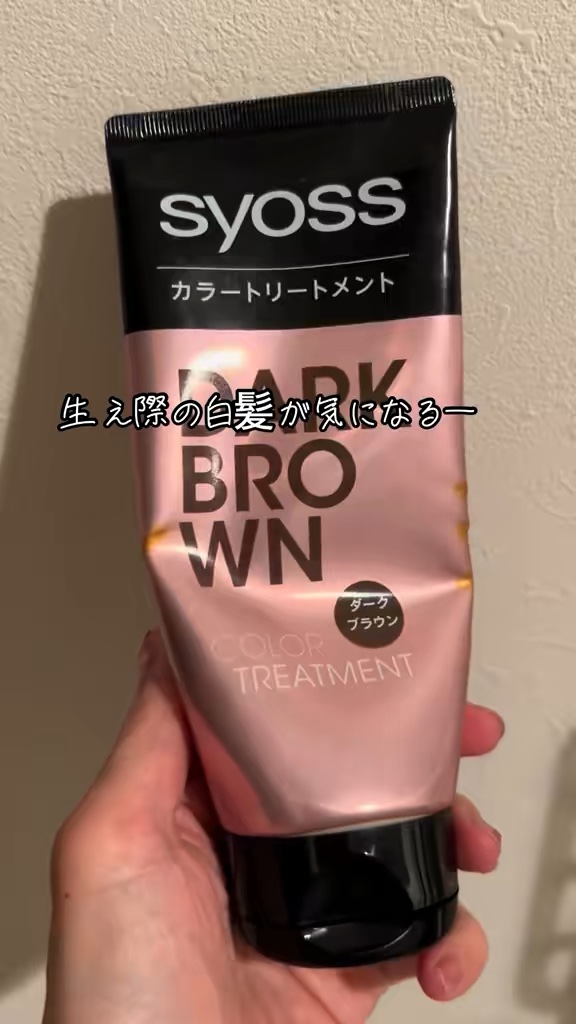 syoss
カラートリートメント
DARK
生え際の白髪が気になるー
BRO
WN
ダーク
ブラウン
COLOR
TREATMENT